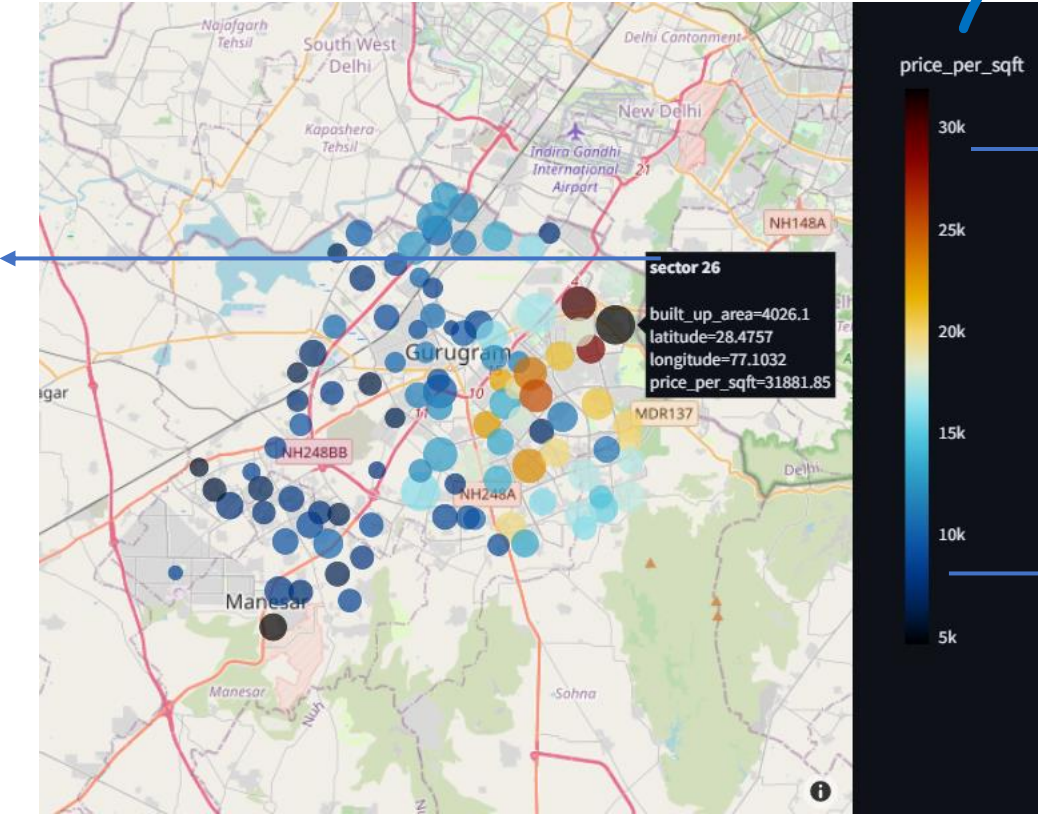 Najafgarh
Tehsil
South West
Delhi
Delhi Cantonment
New Delhi
Kapashera
Tehsil
Indira Gandhi
International
Airport
21
NH148A
4
sector 26
built_up_area=4026.1
latitude=28.4757
longitude=77.1032
price_per_sqft=31881.85
Gurugram
agar
10
11
MDR137
NH248BB
Delhi
NH248A
Manesar
Manesar
Nuh
Sohna
price_per_sqft
30k
25k
20k
15k
10k
5k